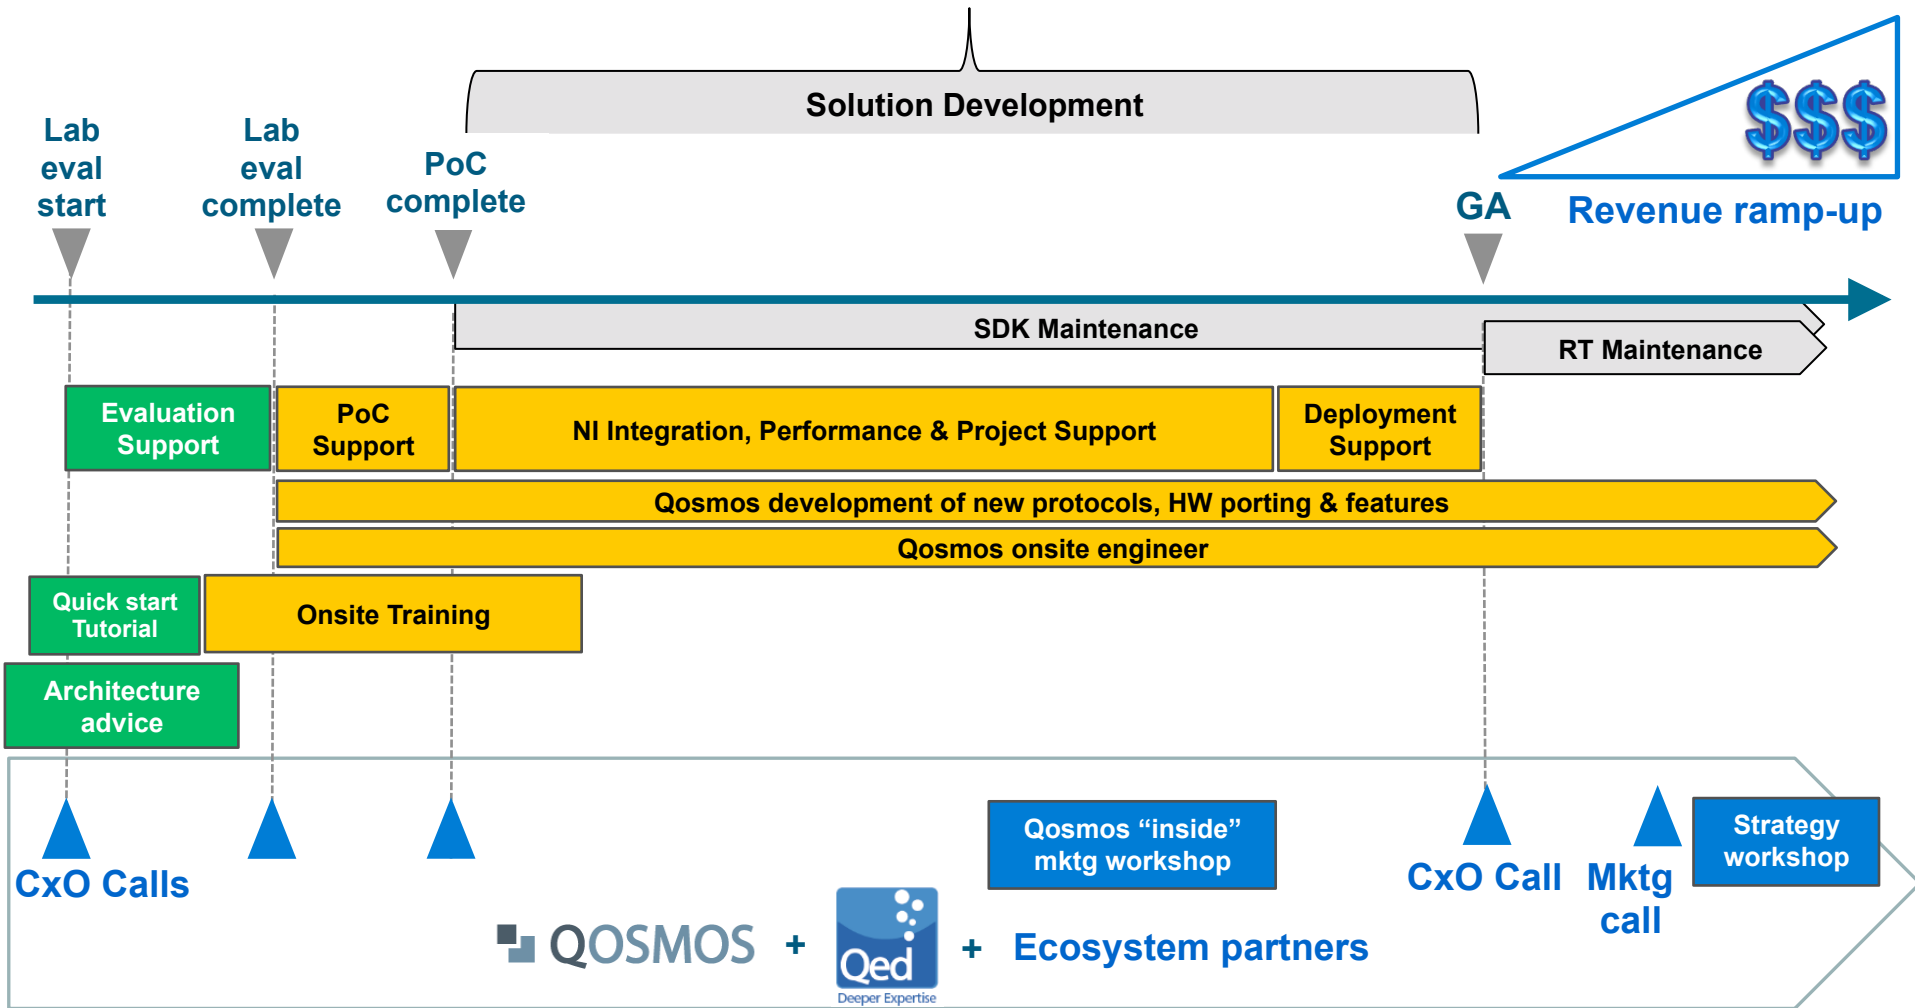 Solution Development
$$$
Lab
eval
start
Lab
eval
complete
PoC
complete
GA
Revenue ramp-up
SDK Maintenance
RT Maintenance
Evaluation
Support
PoC
Support
NI Integration, Performance & Project Support
Deployment
Support
Qosmos development of new protocols, HW porting & features
Qosmos onsite engineer
Quick start
Tutorial
Onsite Training
Architecture
advice
CxO Calls
Qosmos “inside”
mktg workshop
CxO Call
Mktg
call
Strategy
workshop
QOSMOS + Qed + Ecosystem partners
Deeper Expertise